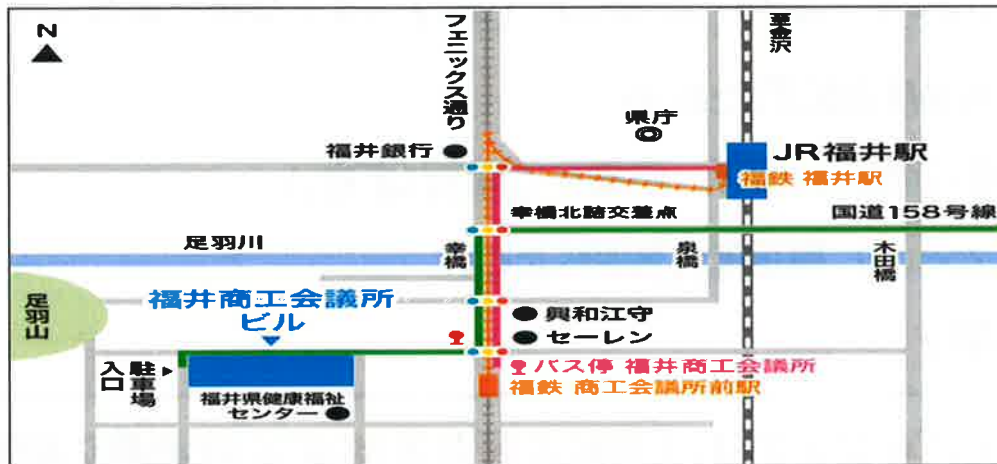 N
フェニックス通り
至金沢
県庁
福井銀行
JR福井駅
福鉄 福井駅
幸橋北詰交差点
国道158号線
足羽川
幸橋
泉橋
木田橋
足羽山
福井商工会議所
ビル
興和江守
セーレン
バス停 福井商工会議所
福鉄 商工会議所前駅
入口
駐車場
福井県健康福祉
センター